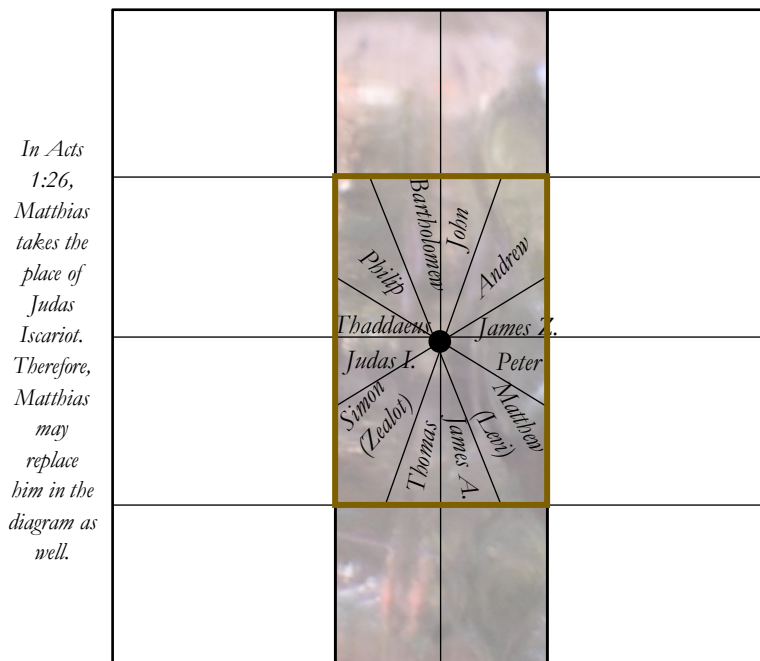 In Acts
1:26,
Matthias
takes the
place of
Judas
Iscariot.
Therefore,
Matthias
may
replace
him in the
diagram as
well.
Bartholomew
John
Philip
Andrew
Thaddaeus
James Z.
Judas I.
Peter
Simon
(Zealot)
Thomas
James A.
Matthew
(Levi)